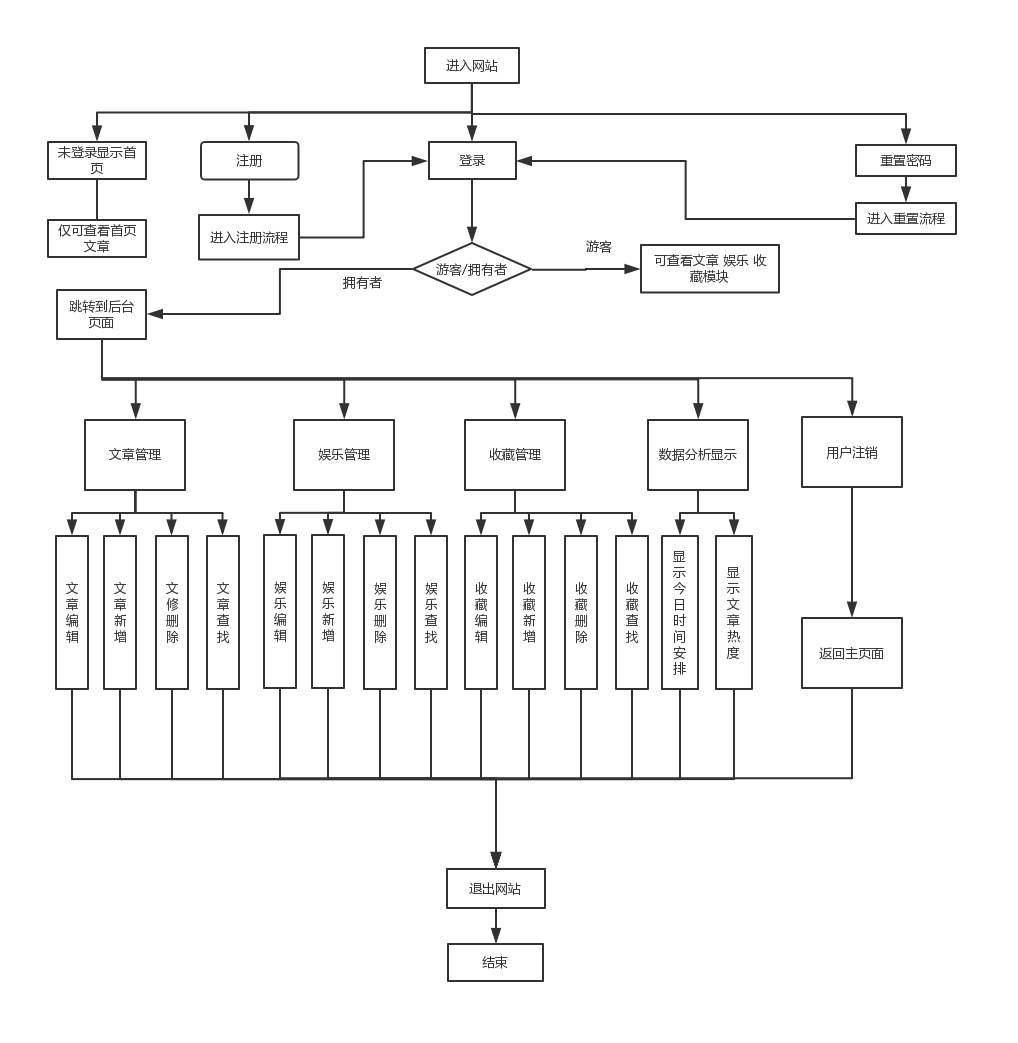 进入网站
未登录显示首
页
注册
登录
重置密码
仅可查看首页
文章
进入注册流程
进入重置流程
游客/拥有者
游客
可查看文章 娱乐 收
藏模块
拥有者
跳转到后台
页面
文章管理
娱乐管理
收藏管理
数据分析显示
用户注销
文章编辑
文章新增
文修删除
文章查找
娱乐编辑
娱乐新增
娱乐删除
娱乐查找
收藏编辑
收藏新增
收藏删除
收藏查找
显示今日时间安排
显示文章热度
返回主页面
退出网站
结束